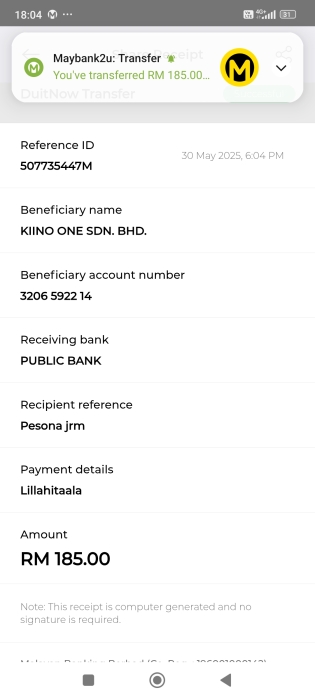 18:04
4G+
81
Share Receipt
Maybank2u: Transfer
You've transferred RM 185.00...
DuitNow Transfer
Reference ID
507735447M
30 May 2025, 6:04 PM
Beneficiary name
KIINO ONE SDN. BHD.
Beneficiary account number
3206 5922 14
Receiving bank
PUBLIC BANK
Recipient reference
Pesona jrm
Payment details
Lillahitaala
Amount
RM 185.00
Note: This receipt is computer generated and no
signature is required.